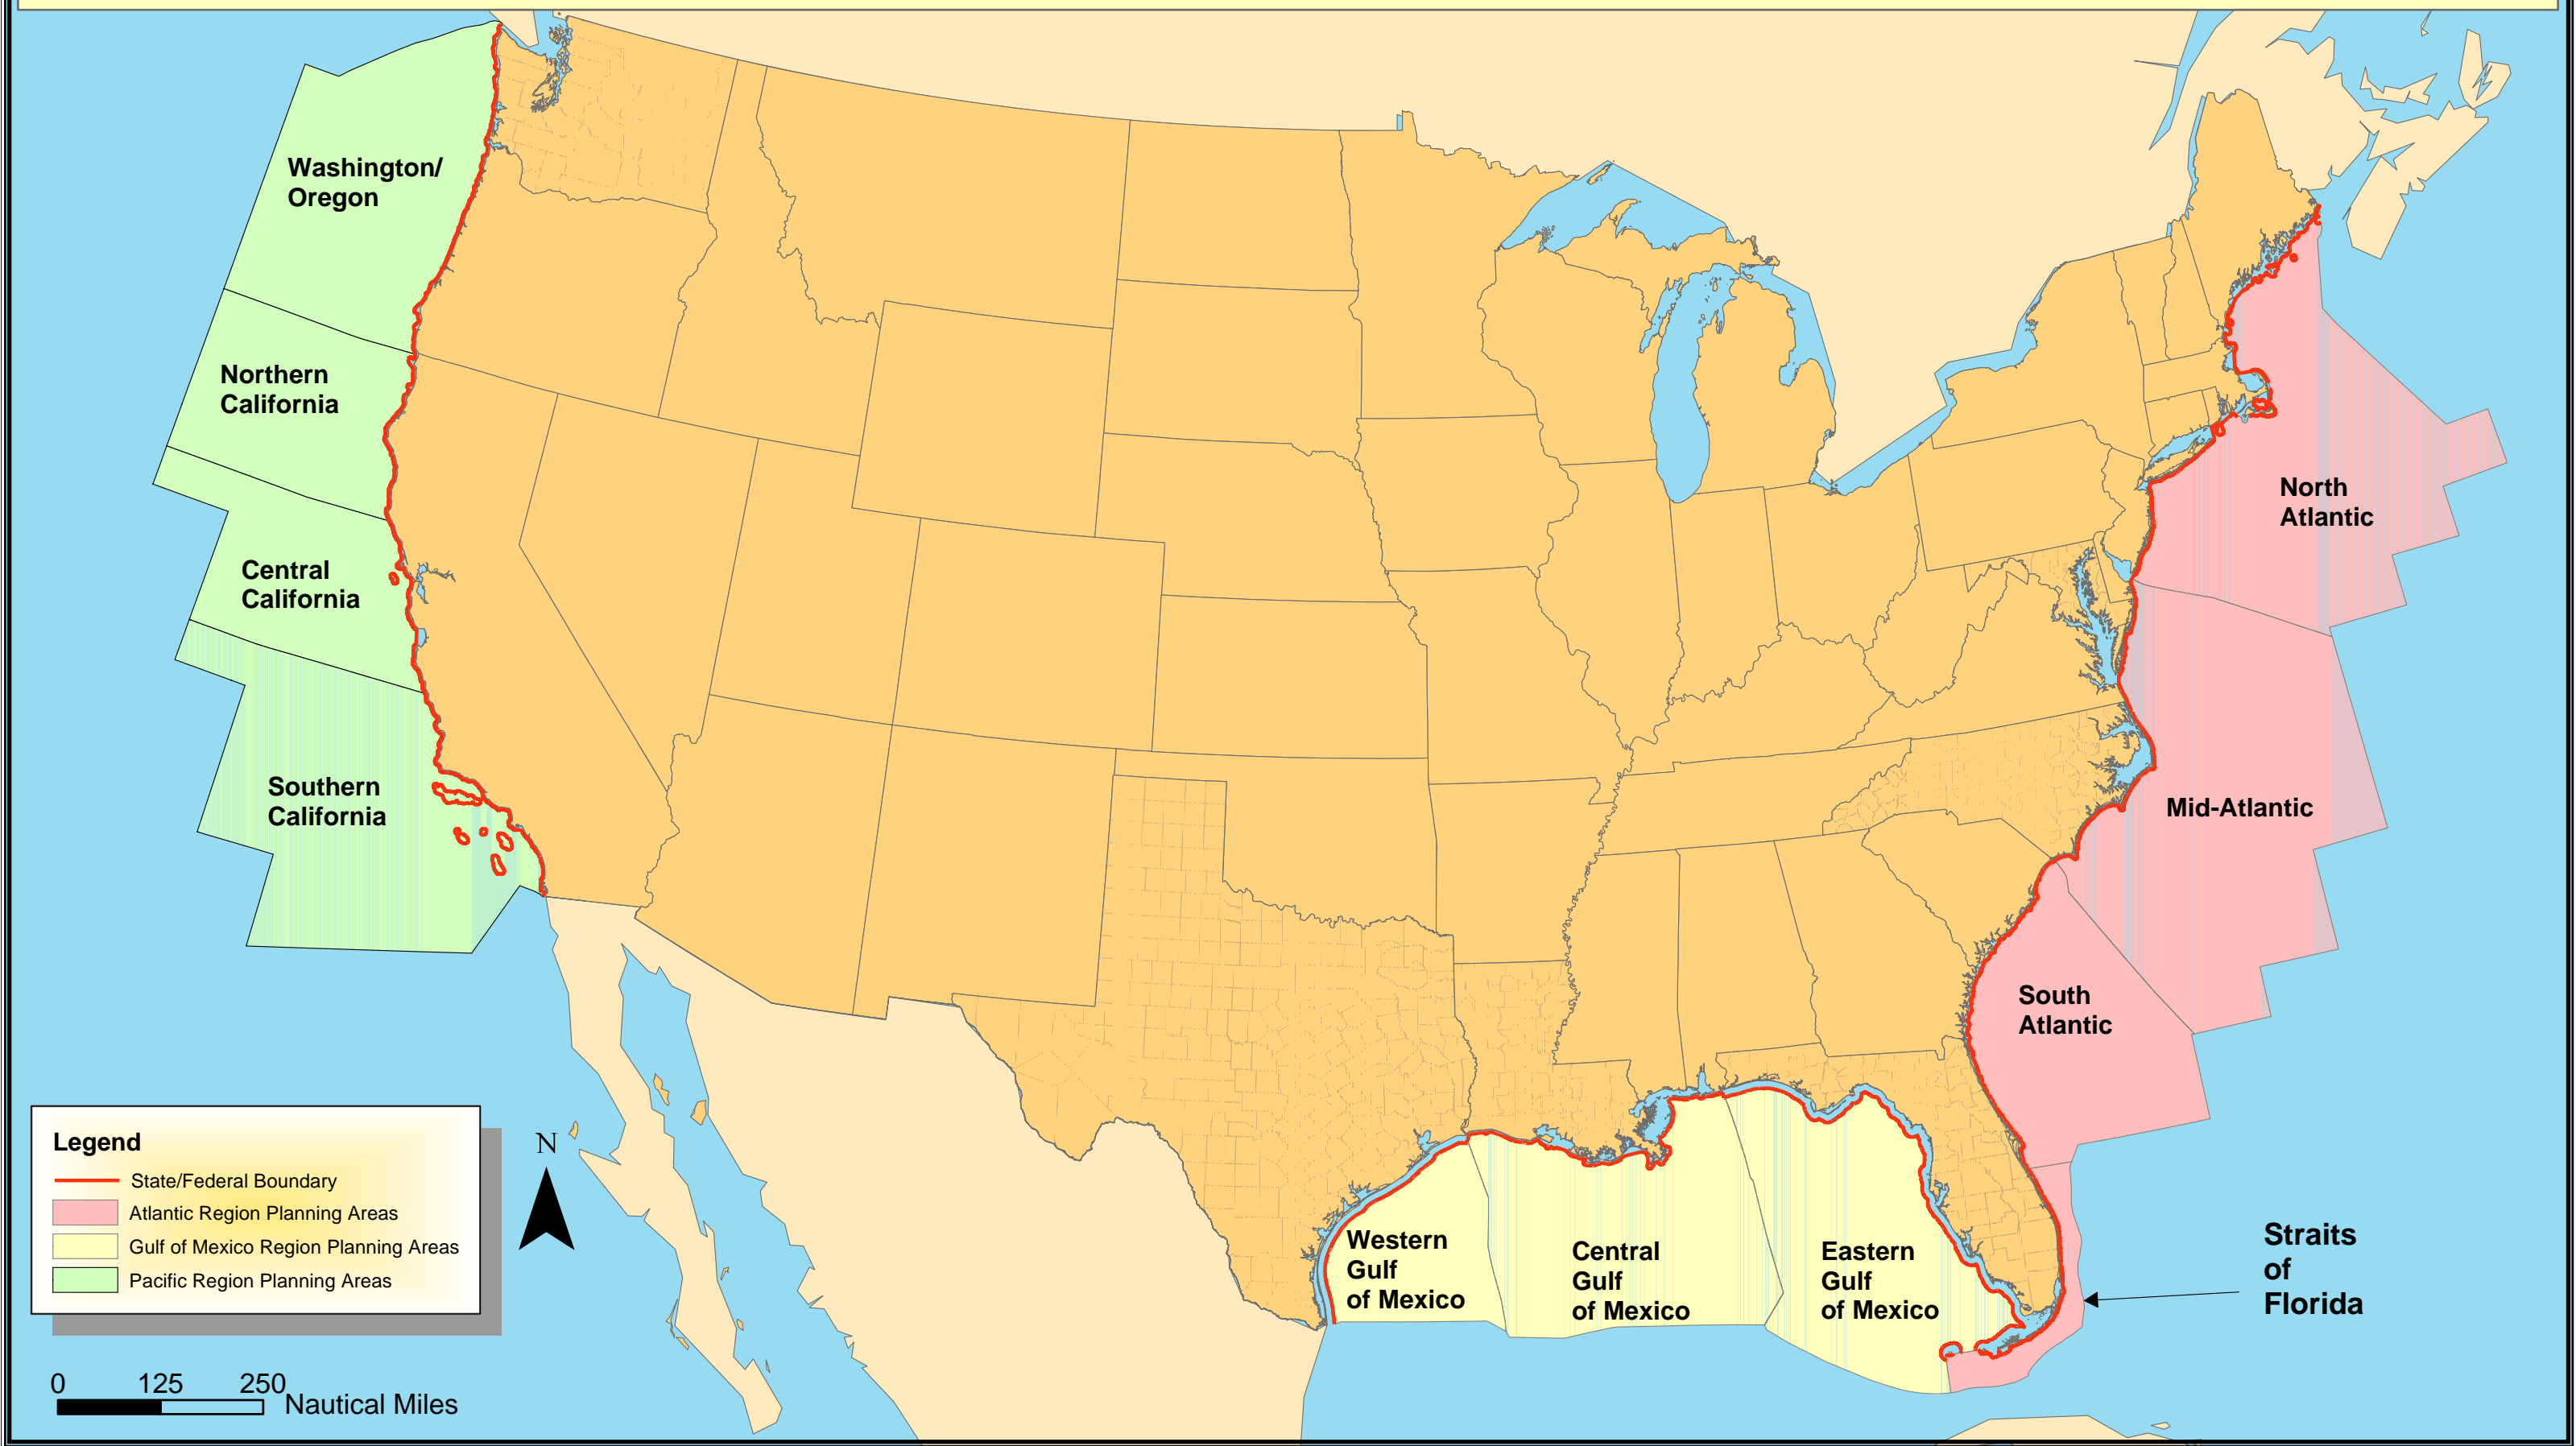 Washington/
Oregon
Northern
California
Central
California
Southern
California
North
Atlantic
Mid-Atlantic
South
Atlantic
Straits
of
Florida
Western
Gulf
of Mexico
Central
Gulf
of Mexico
Eastern
Gulf
of Mexico
Legend
State/Federal Boundary
Atlantic Region Planning Areas
Gulf of Mexico Region Planning Areas
Pacific Region Planning Areas
N
0 125 250
Nautical Miles